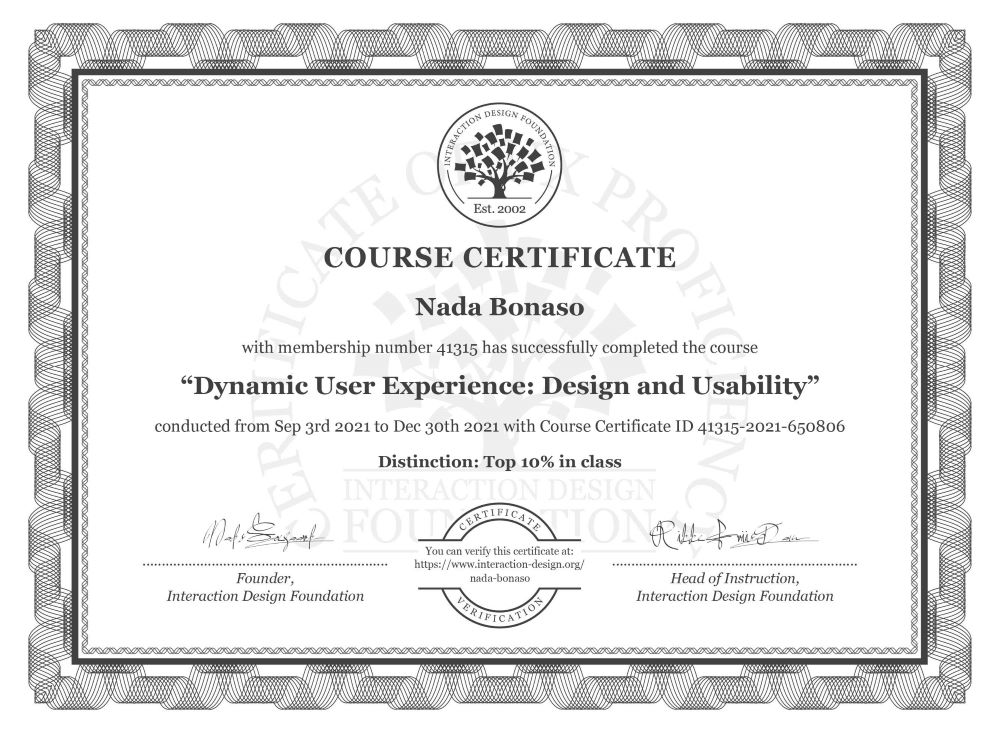 INTERACTION DESIGN FOUNDATION
Est. 2002
CERTIFICATE OF UX PROFICIENCY
COURSE CERTIFICATE
Nada Bonaso
with membership number 41315 has successfully completed the course
“Dynamic User Experience: Design and Usability”
conducted from Sep 3rd 2021 to Dec 30th 2021 with Course Certificate ID 41315-2021-650806
Distinction: Top 10% in class
INTERACTION DESIGN
FOUNDATION
CERTIFICATE
You can verify this certificate at:
https://www.interaction-design.org/
nada-bonaso
VERIFICATION
Founder,
Interaction Design Foundation
Head of Instruction,
Interaction Design Foundation